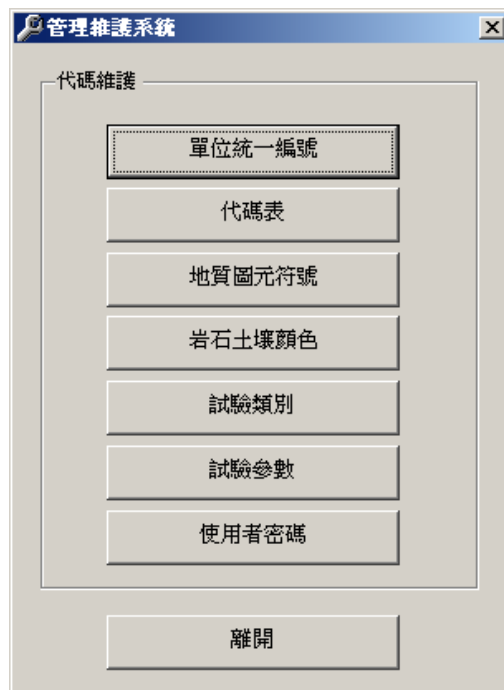 管理維護系統
代碼維護
單位統一編號
代碼表
地質圖元符號
岩石土壤顏色
試驗類別
試驗參數
使用者密碼
離開